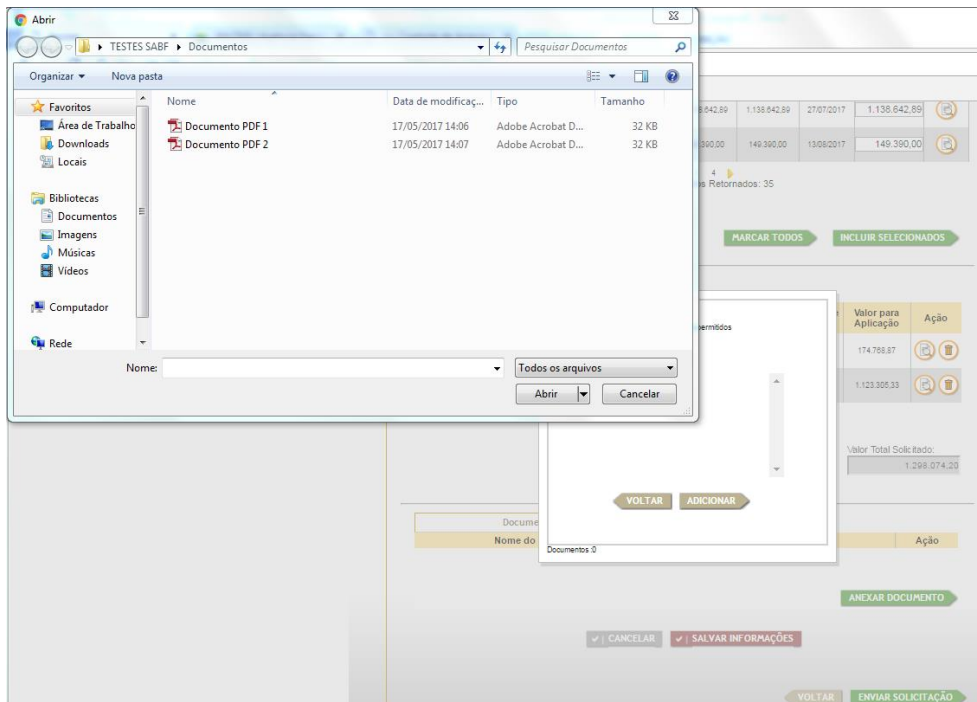 Abrir
TESTES SABF ▸ Documentos
Pesquisar Documentos
Organizar
Nova pasta
Favoritos
Área de Trabalho
Downloads
Locais
Bibliotecas
Documentos
Imagens
Músicas
Vídeos
Computador
Rede
Nome Data de modificaç... Tipo Tamanho
Documento PDF 1 17/05/2017 14:06 Adobe Acrobat D... 32 KB
Documento PDF 2 17/05/2017 14:07 Adobe Acrobat D... 32 KB
Nome:
Todos os arquivos
Abrir Cancelar
1.138.642,89 27/07/2017 1.138.642,89
149.390,00 13/08/2017 149.390,00
4
Retornados: 35
MARCAR TODOS INCLUIR SELECIONADOS
Valor para Ação
Aplicação
174.768,87
1.123.305,33
Valor Total Solicitado:
1.298.074,20
VOLTAR ADICIONAR
Documentos :0
Nome do
Ação
ANEXAR DOCUMENTO
CANCELAR SALVAR INFORMAÇÕES
VOLTAR ENVIAR SOLICITAÇÃO